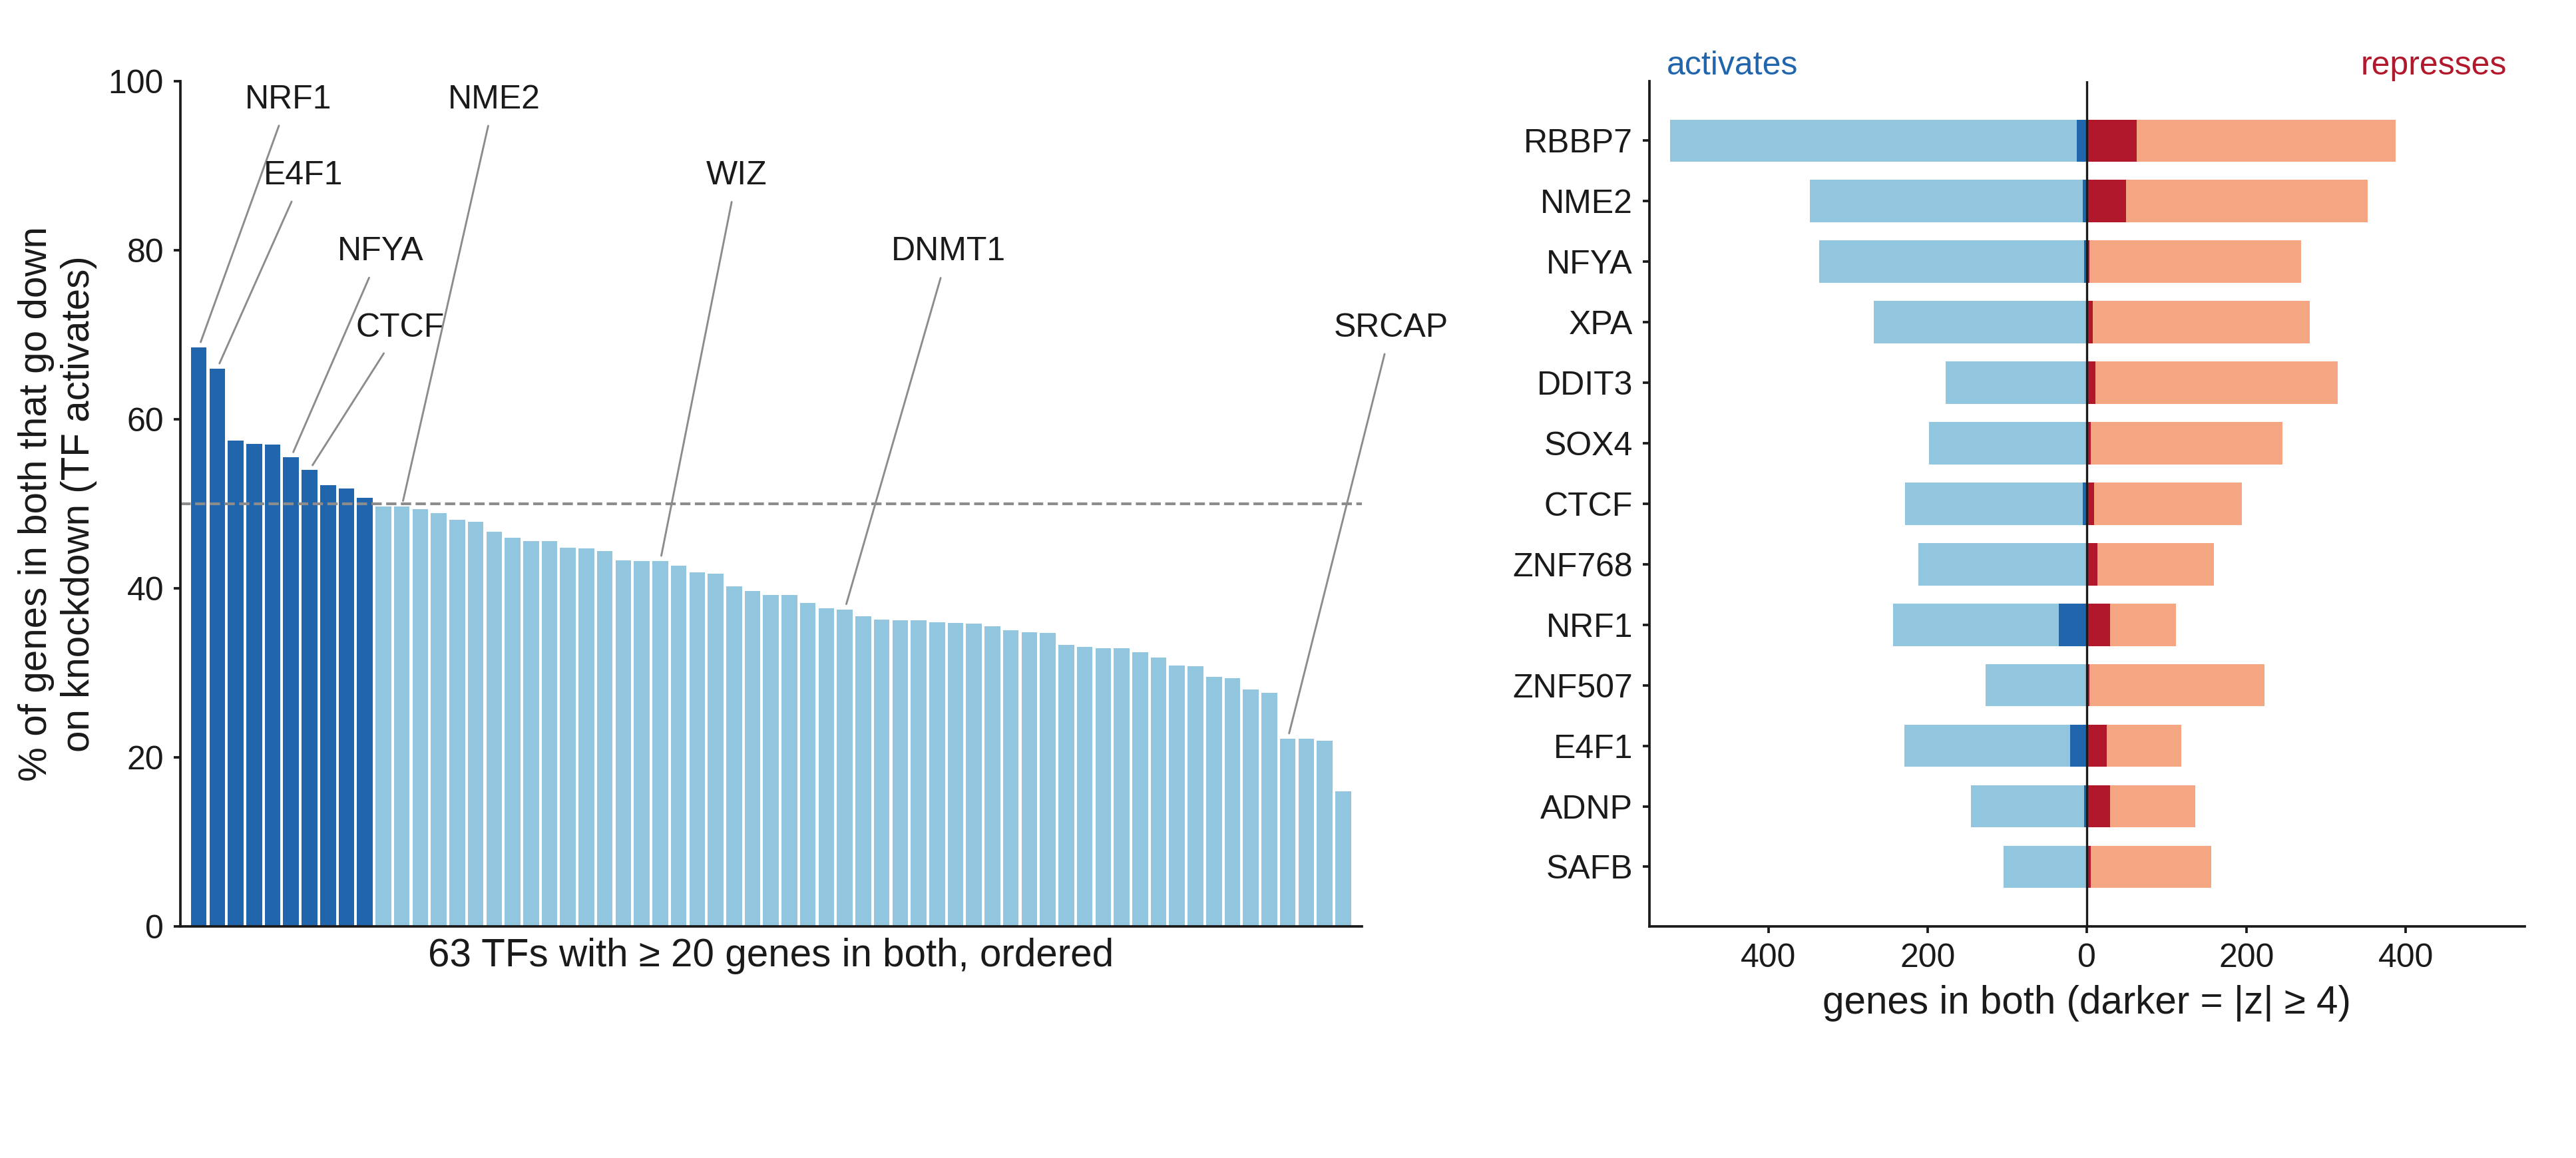 % of genes in both that go down
on knockdown (TF activates)
100
80
60
40
20
0
NRF1
NME2
E4F1
WIZ
NFYA
DNMT1
CTCF
SRCAP
63 TFs with ≥ 20 genes in both, ordered
activates
represses
RBBP7
NME2
NFYA
XPA
DDIT3
SOX4
CTCF
ZNF768
NRF1
ZNF507
E4F1
ADNP
SAFB
400 200 0 200 400
genes in both (darker = |z| ≥ 4)